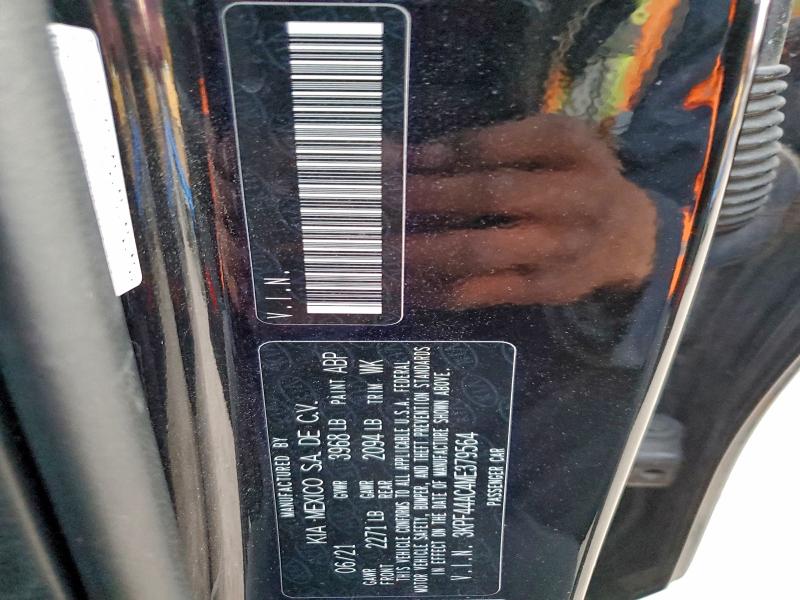 MANUFACTURED BY
KIA MEXICO S.A. DE C.V.
06/21 GVWR 3968 LB PAINT ABP
GAWR FRONT 2271 LB GAWR REAR 2094 LB TRIM WK
THIS VEHICLE CONFORMS TO ALL APPLICABLE U.S.A. FEDERAL
MOTOR VEHICLE SAFETY, BUMPER, AND THEFT PREVENTION STANDARDS
IN EFFECT ON THE DATE OF MANUFACTURE SHOWN ABOVE.
V.I.N. 3KPF44AC4ME379564
PASSENGER CAR
V.I.N.